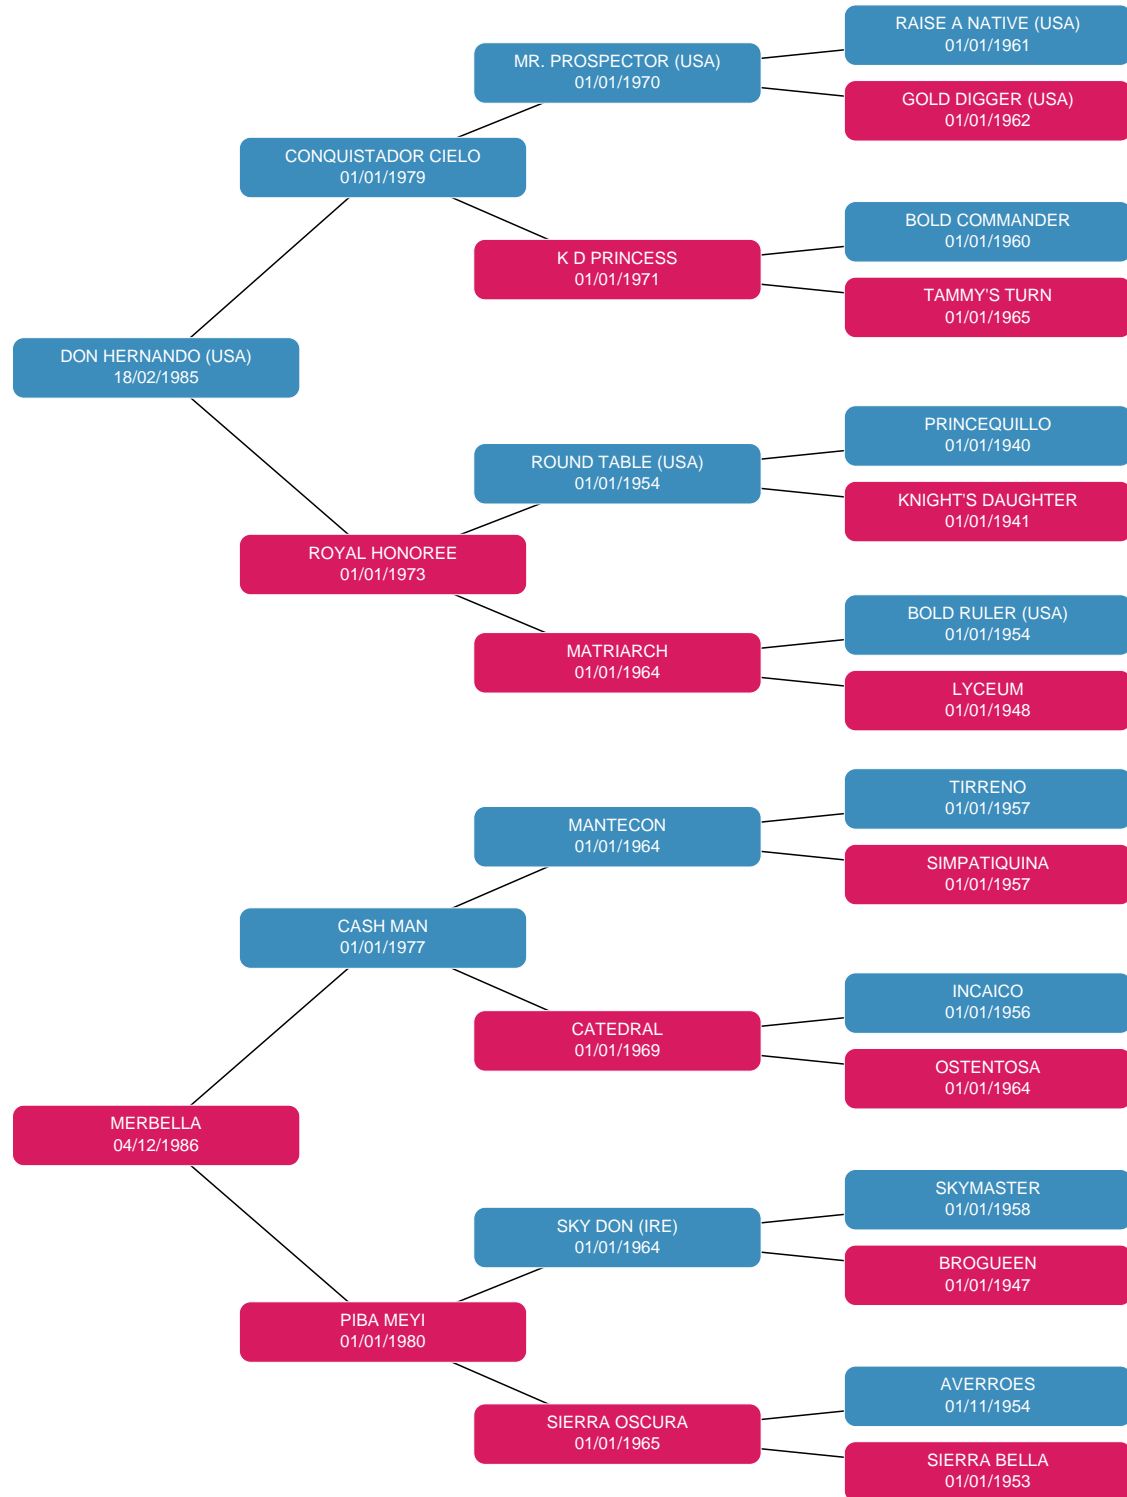 RAISE A NATIVE (USA)
01/01/1961
MR. PROSPECTOR (USA)
01/01/1970
GOLD DIGGER (USA)
01/01/1962
CONQUISTADOR CIELO
01/01/1979
BOLD COMMANDER
01/01/1960
K D PRINCESS
01/01/1971
TAMMY'S TURN
01/01/1965
DON HERNANDO (USA)
18/02/1985
PRINCEQUILLO
01/01/1940
ROUND TABLE (USA)
01/01/1954
KNIGHT'S DAUGHTER
01/01/1941
ROYAL HONOREE
01/01/1973
BOLD RULER (USA)
01/01/1954
MATRIARCH
01/01/1964
LYCEUM
01/01/1948
TIRRENO
01/01/1957
MANTECON
01/01/1964
SIMPATIQUINA
01/01/1957
CASH MAN
01/01/1977
INCAICO
01/01/1956
CATEDRAL
01/01/1969
OSTENTOSA
01/01/1964
MERBELLA
04/12/1986
SKYMASTER
01/01/1958
SKY DON (IRE)
01/01/1964
BROGUEEN
01/01/1947
PIBA MEYI
01/01/1980
AVERROES
01/11/1954
SIERRA OSCURA
01/01/1965
SIERRA BELLA
01/01/1953